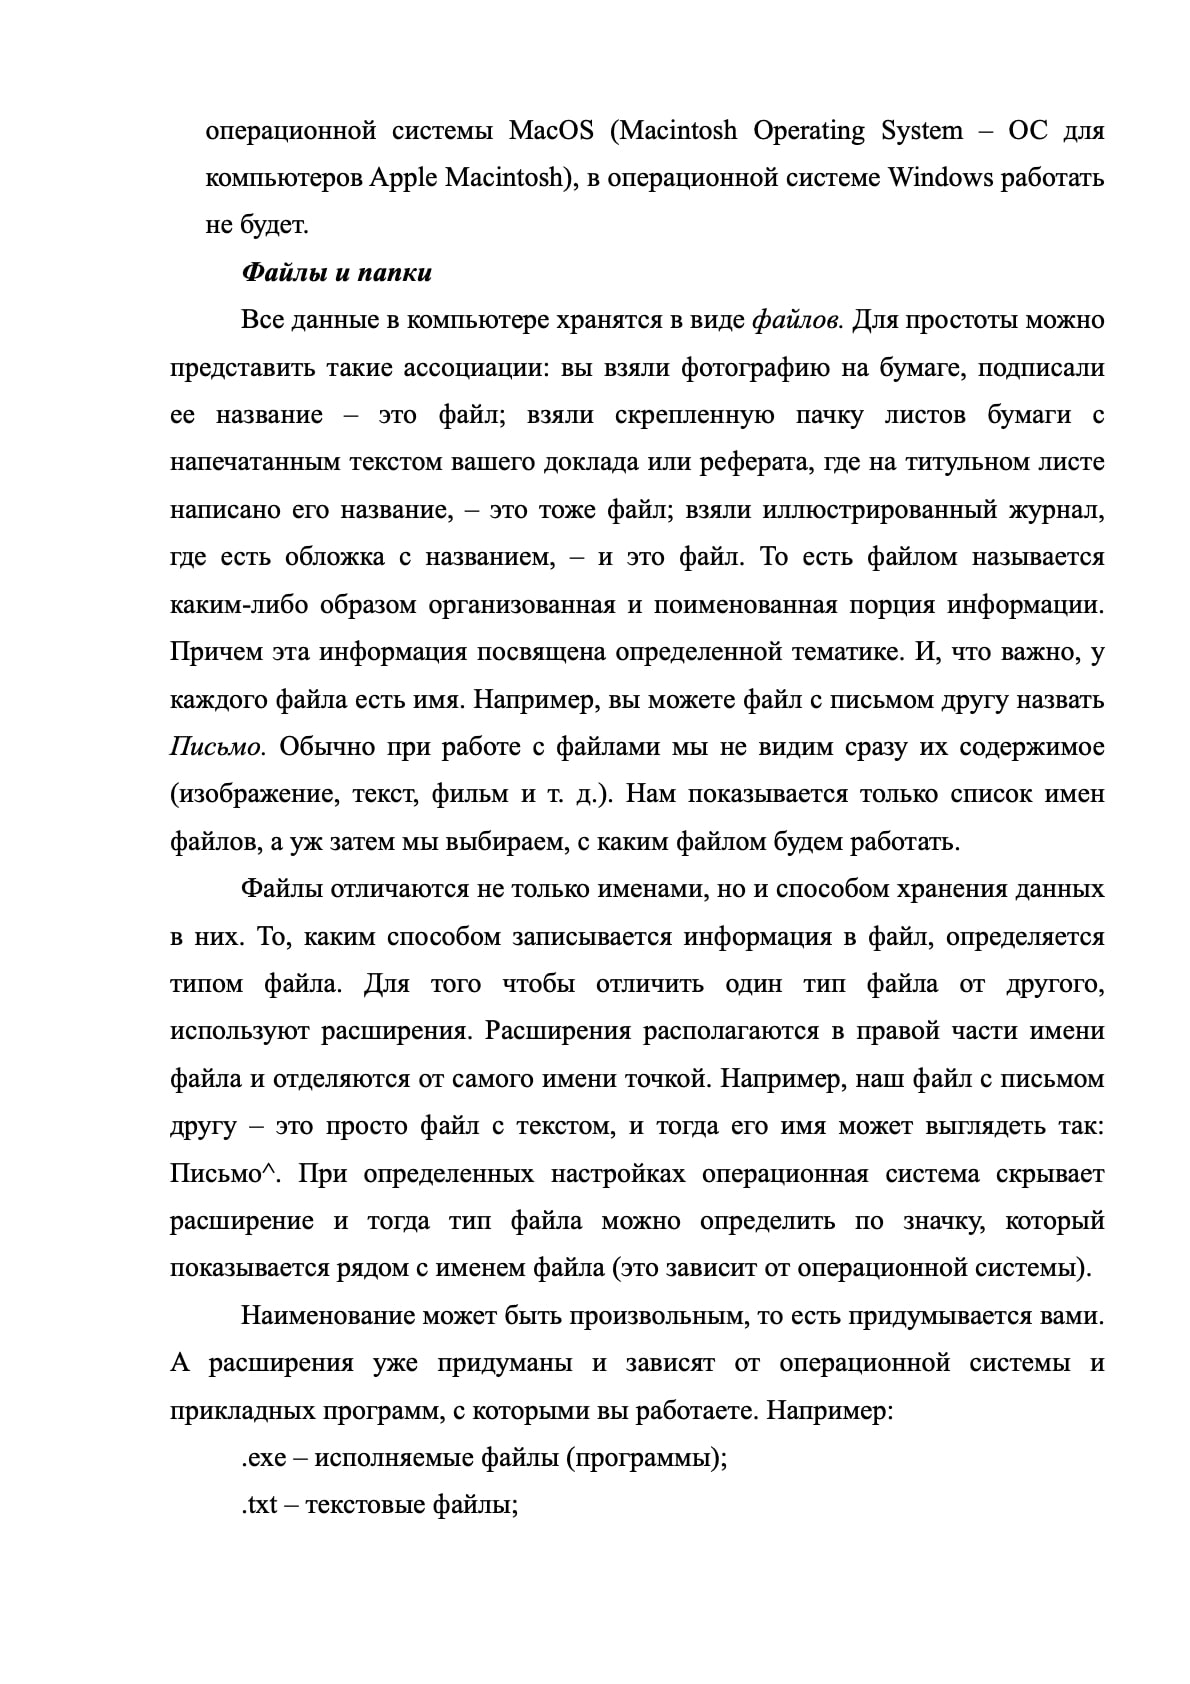 операционной системы MacOS (Macintosh Operating System – ОС для
компьютеров Apple Macintosh), в операционной системе Windows работать
не будет.
Файлы и папки
Все данные в компьютере хранятся в виде файлов. Для простоты можно
представить такие ассоциации: вы взяли фотографию на бумаге, подписали
ее название – это файл; взяли скрепленную пачку листов бумаги с
напечатанным текстом вашего доклада или реферата, где на титульном листе
написано его название, – это тоже файл; взяли иллюстрированный журнал,
где есть обложка с названием, – и это файл. То есть файлом называется
каким-либо образом организованная и поименованная порция информации.
Причем эта информация посвящена определенной тематике. И, что важно, у
каждого файла есть имя. Например, вы можете файл с письмом другу назвать
Письмо. Обычно при работе с файлами мы не видим сразу их содержимое
(изображение, текст, фильм и т. д.). Нам показывается только список имен
файлов, а уж затем мы выбираем, с каким файлом будем работать.
Файлы отличаются не только именами, но и способом хранения данных
в них. То, каким способом записывается информация в файл, определяется
типом файла. Для того чтобы отличить один тип файла от другого,
используют расширения. Расширения располагаются в правой части имени
файла и отделяются от самого имени точкой. Например, наш файл с письмом
другу – это просто файл с текстом, и тогда его имя может выглядеть так:
Письмо^. При определенных настройках операционная система скрывает
расширение и тогда тип файла можно определить по значку, который
показывается рядом с именем файла (это зависит от операционной системы).
Наименование может быть произвольным, то есть придумывается вами.
А расширения уже придуманы и зависят от операционной системы и
прикладных программ, с которыми вы работаете. Например:
.exe – исполняемые файлы (программы);
.txt – текстовые файлы;